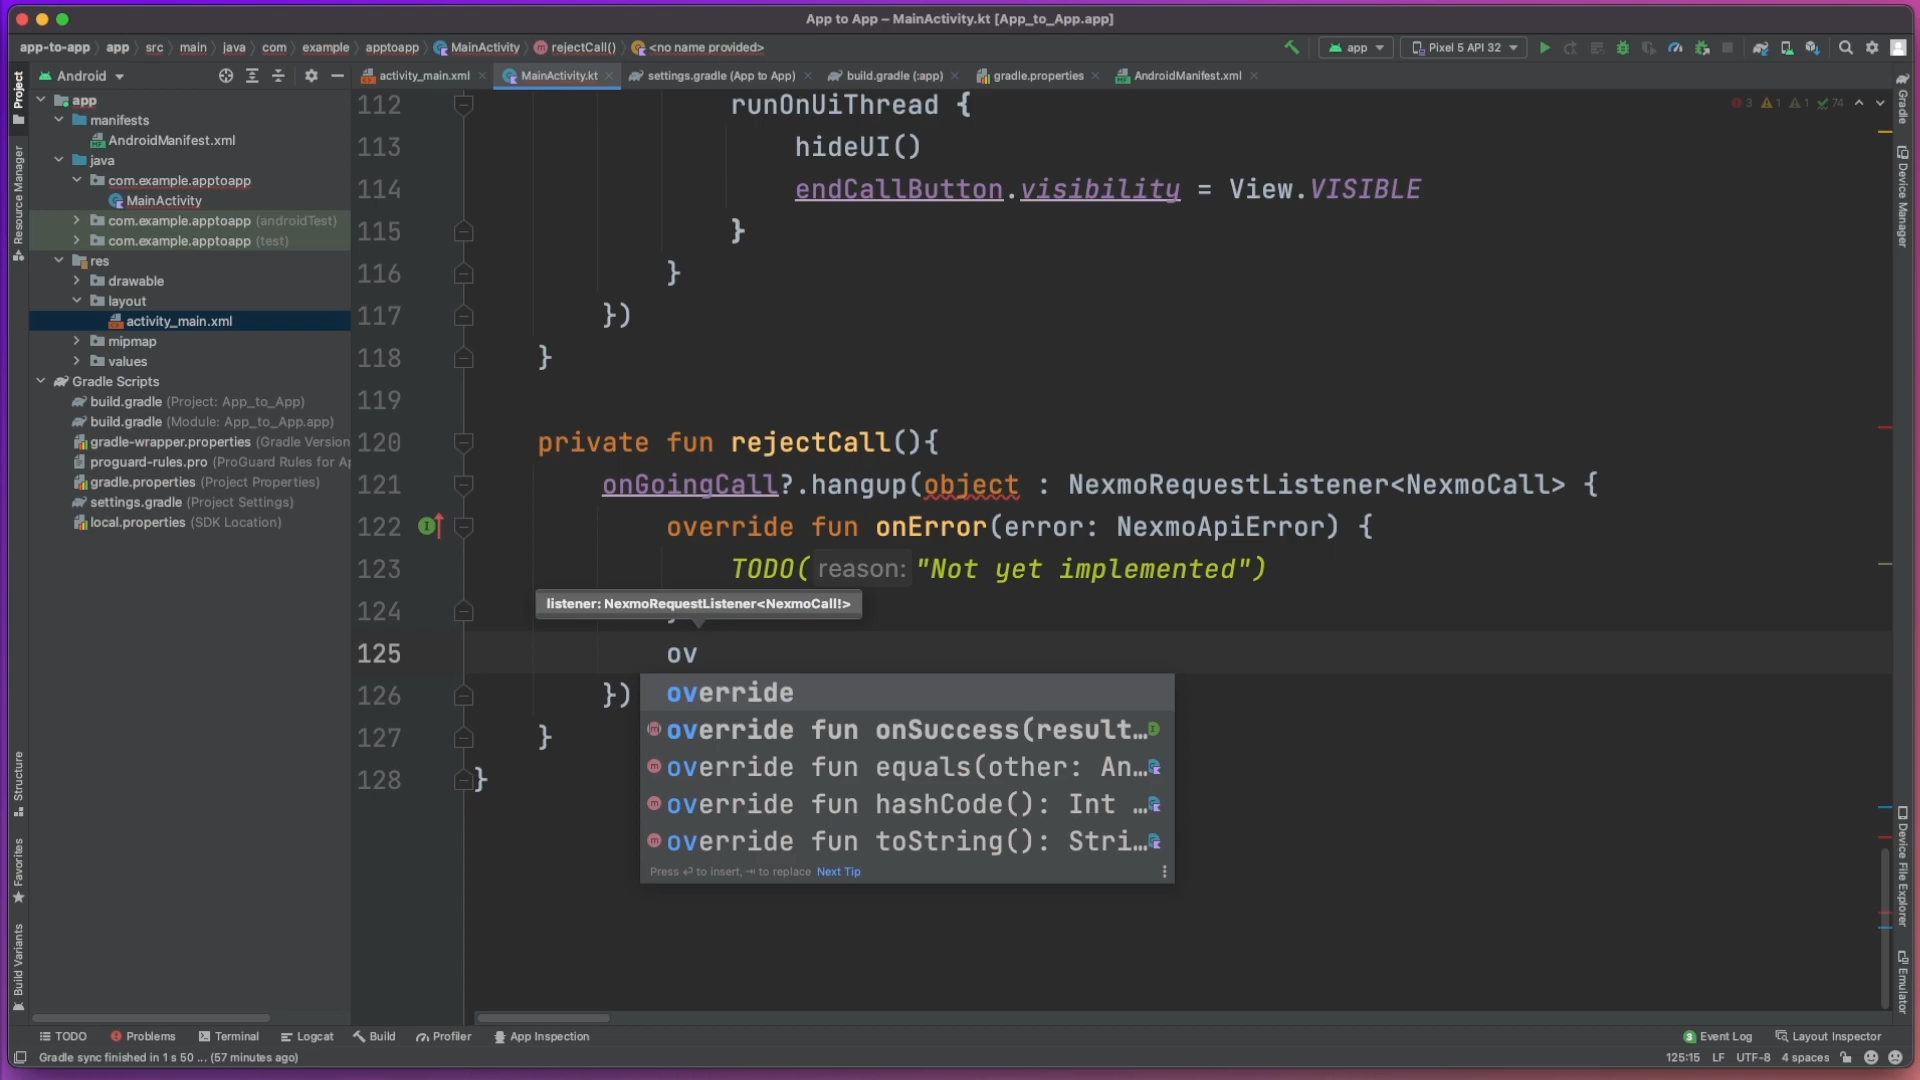 App to App – MainActivity.kt [App_to_App.app]
app-to-app > app > src > main > java > com > example > apptoapp > MainActivity > rejectCall() > <no name provided>
app
Pixel 5 API 32
Android
activity_main.xml
MainActivity.kt
settings.gradle (App to App)
build.gradle (:app)
gradle.properties
AndroidManifest.xml
Project
Resource Manager
Structure
Favorites
Build Variants
app
manifests
AndroidManifest.xml
java
com.example.apptoapp
MainActivity
com.example.apptoapp (androidTest)
com.example.apptoapp (test)
res
drawable
layout
activity_main.xml
mipmap
values
Gradle Scripts
build.gradle (Project: App_to_App)
build.gradle (Module: App_to_App.app)
gradle-wrapper.properties (Gradle Version
proguard-rules.pro (ProGuard Rules for Ap
gradle.properties (Project Properties)
settings.gradle (Project Settings)
local.properties (SDK Location)
3 1 1 74
112 runOnUiThread {
113 hideUI()
114 endCallButton.visibility = View.VISIBLE
115 }
116 }
117 })
118 }
119
120 private fun rejectCall(){
121 onGoingCall?.hangup(object : NexmoRequestListener<NexmoCall> {
122 override fun onError(error: NexmoApiError) {
123 TODO( reason: "Not yet implemented")
listener: NexmoRequestListener<NexmoCall!>
124 }
125 ov
126 })
127 }
128 }
override
override fun onSuccess(result…
override fun equals(other: An…
override fun hashCode(): Int …
override fun toString(): Stri…
Press ↵ to insert, ⇥ to replace Next Tip
Gradle
Device Manager
Device File Explorer
Emulator
TODO
Problems
Terminal
Logcat
Build
Profiler
App Inspection
3 Event Log
Layout Inspector
Gradle sync finished in 1 s 50 ... (57 minutes ago)
125:15 LF UTF-8 4 spaces